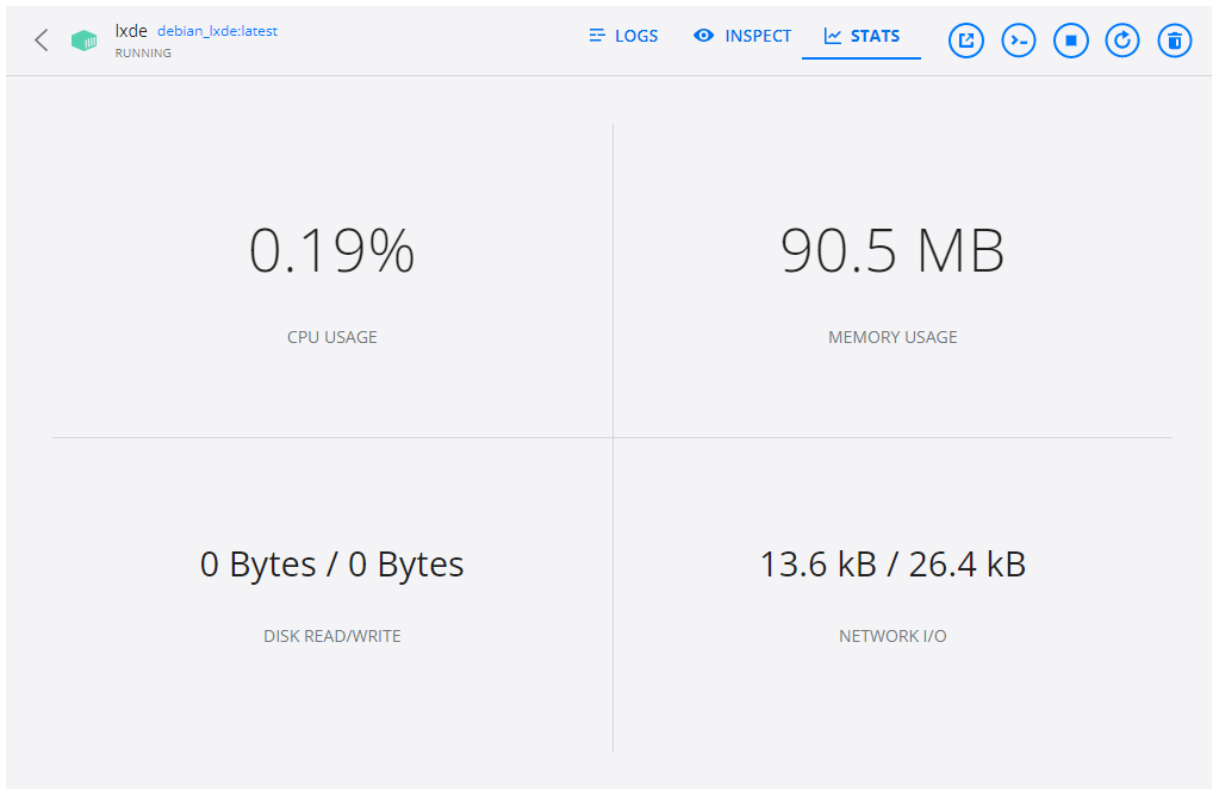 lxde debian_lxde:latest
RUNNING
LOGS INSPECT STATS
0.19%
CPU USAGE
90.5 MB
MEMORY USAGE
0 Bytes / 0 Bytes
DISK READ/WRITE
13.6 kB / 26.4 kB
NETWORK I/O